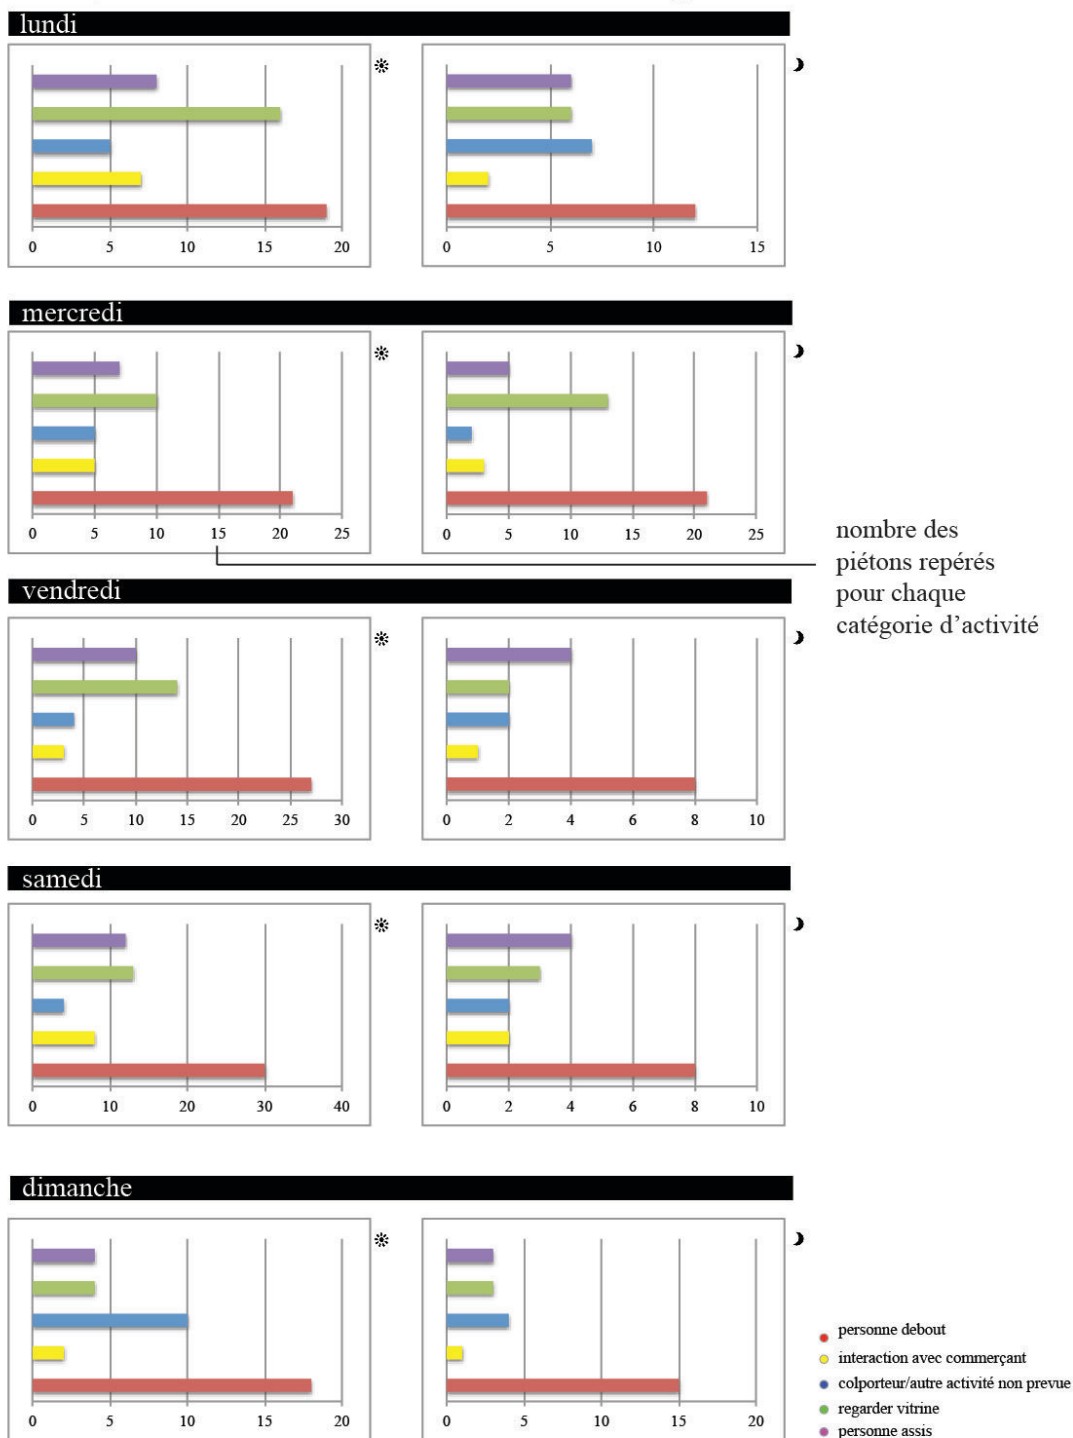 lundi
0 5 10 15 20
0 5 10 15
mercredi
0 5 10 15 20 25
0 5 10 15 20 25
nombre des
piétons repérés
pour chaque
catégorie d'activité
vendredi
0 5 10 15 20 25 30
0 2 4 6 8 10
samedi
0 10 20 30 40
0 2 4 6 8 10
dimanche
0 5 10 15 20
0 5 10 15 20
personne debout
interaction avec commerçant
colporteur/autre activité non prevue
regarder vitrine
personne assis